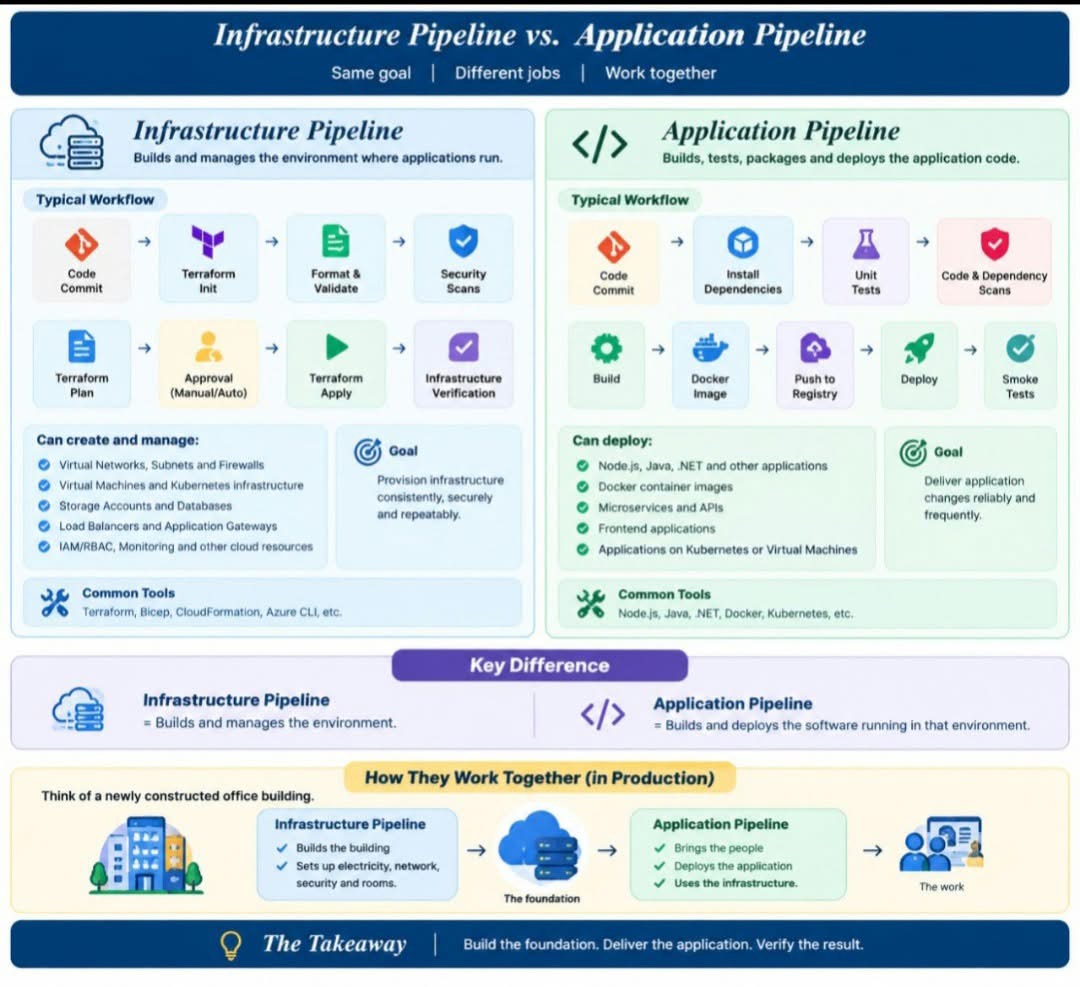 Infrastructure Pipeline vs. Application Pipeline
Same goal | Different jobs | Work together
Infrastructure Pipeline
Builds and manages the environment where applications run.
Typical Workflow
Code
Commit
Terraform
Init
Format &
Validate
Security
Scans
Terraform
Plan
Approval
(Manual/Auto)
Terraform
Apply
Infrastructure
Verification
Can create and manage:
Virtual Networks, Subnets and Firewalls
Virtual Machines and Kubernetes infrastructure
Storage Accounts and Databases
Load Balancers and Application Gateways
IAM/RBAC, Monitoring and other cloud resources
Goal
Provision infrastructure
consistently, securely
and repeatably.
Common Tools
Terraform, Bicep, CloudFormation, Azure CLI, etc.
</> Application Pipeline
Builds, tests, packages and deploys the application code.
Typical Workflow
Code
Commit
Install
Dependencies
Unit
Tests
Code & Dependency
Scans
Build
Docker
Image
Push to
Registry
Deploy
Smoke
Tests
Can deploy:
Node.js, Java, .NET and other applications
Docker container images
Microservices and APIs
Frontend applications
Applications on Kubernetes or Virtual Machines
Goal
Deliver application
changes reliably and
frequently.
Common Tools
Node.js, Java, .NET, Docker, Kubernetes, etc.
Key Difference
Infrastructure Pipeline
= Builds and manages the environment.
</> Application Pipeline
= Builds and deploys the software running in that environment.
How They Work Together (in Production)
Think of a newly constructed office building.
Infrastructure Pipeline
Builds the building
Sets up electricity, network,
security and rooms.
The foundation
Application Pipeline
Brings the people
Deploys the application
Uses the infrastructure.
The work
The Takeaway | Build the foundation. Deliver the application. Verify the result.